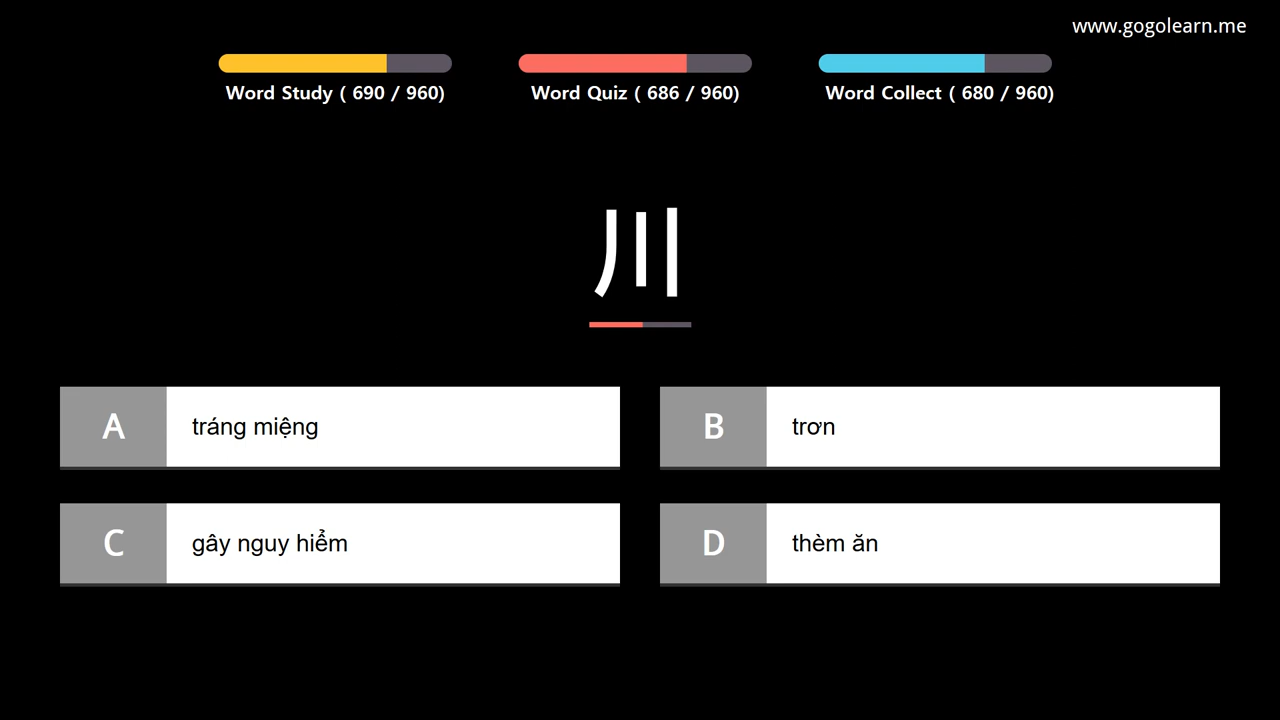 www.gogolearn.me
Word Study ( 690 / 960)
Word Quiz ( 686 / 960)
Word Collect ( 680 / 960)
川
A tráng miệng
B trơn
C gây nguy hiểm
D thèm ăn